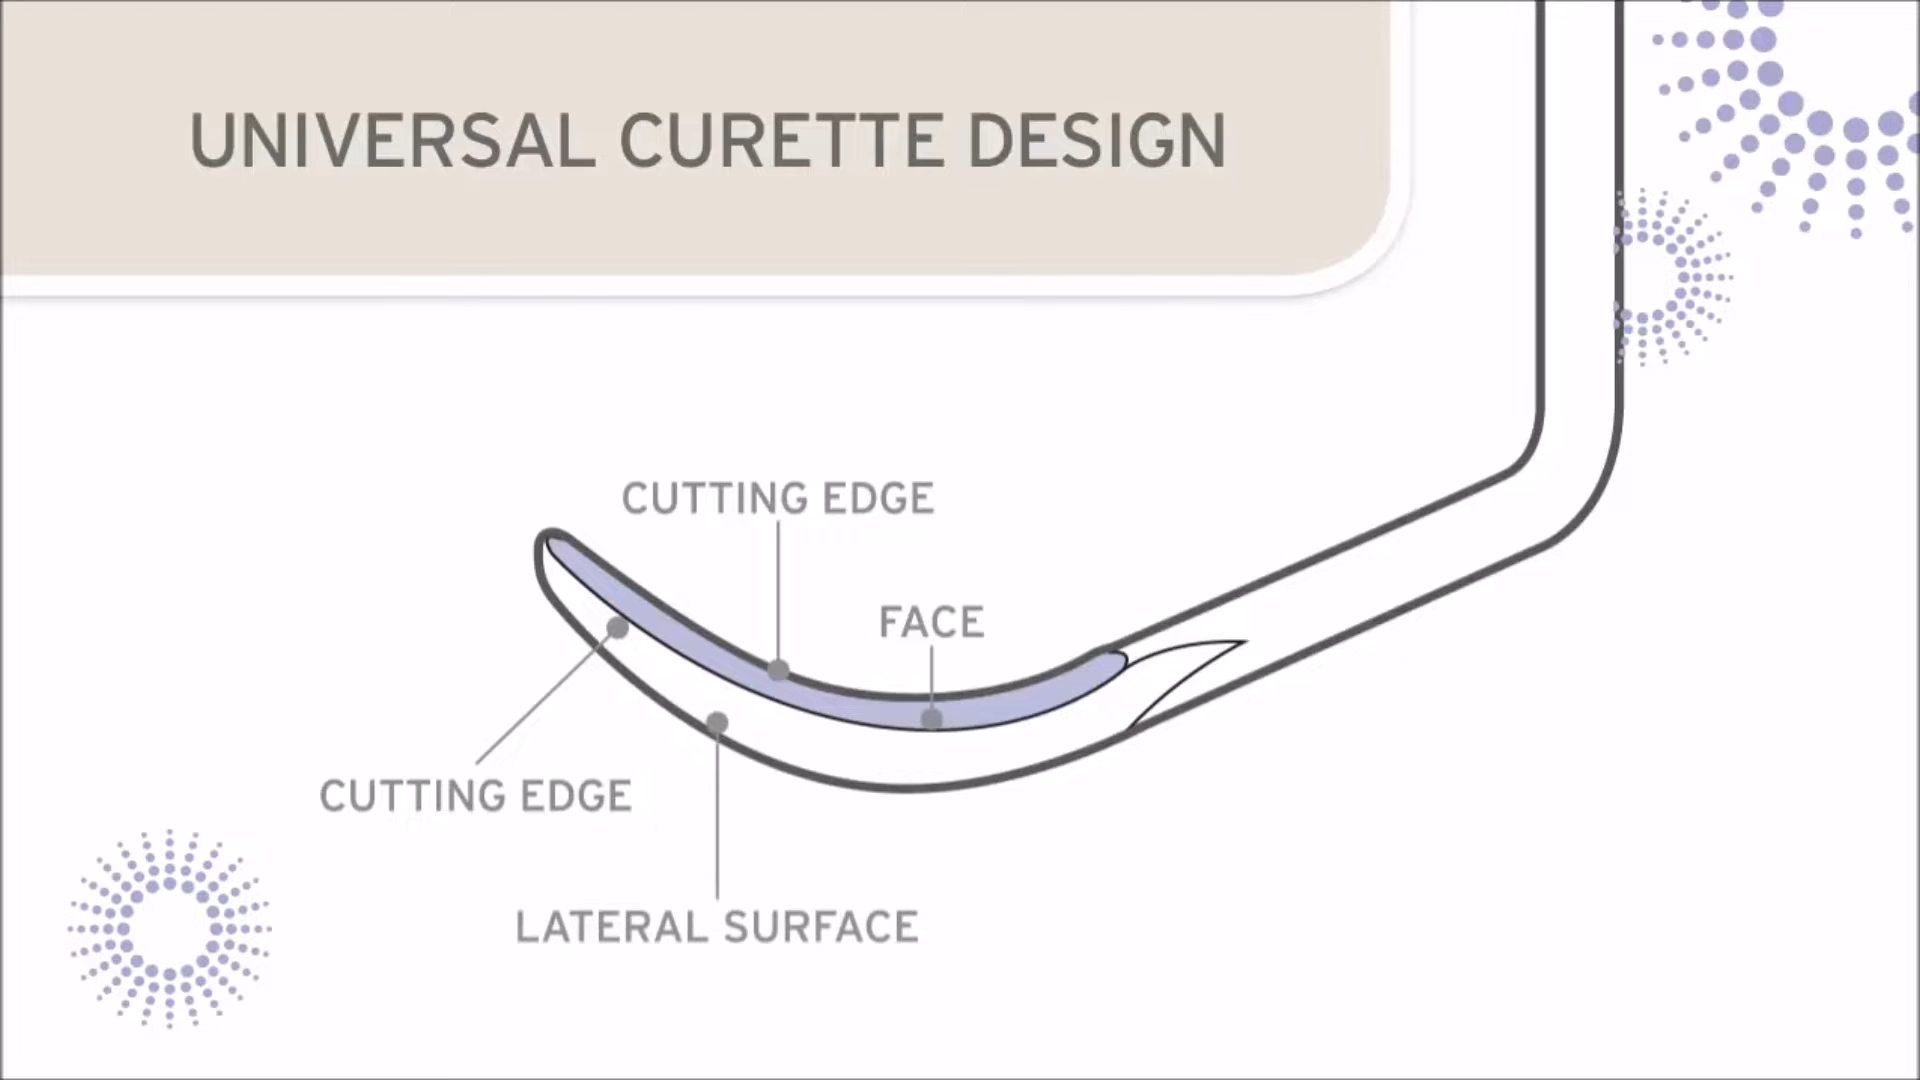 UNIVERSAL CURETTE DESIGN
CUTTING EDGE
FACE
CUTTING EDGE
LATERAL SURFACE